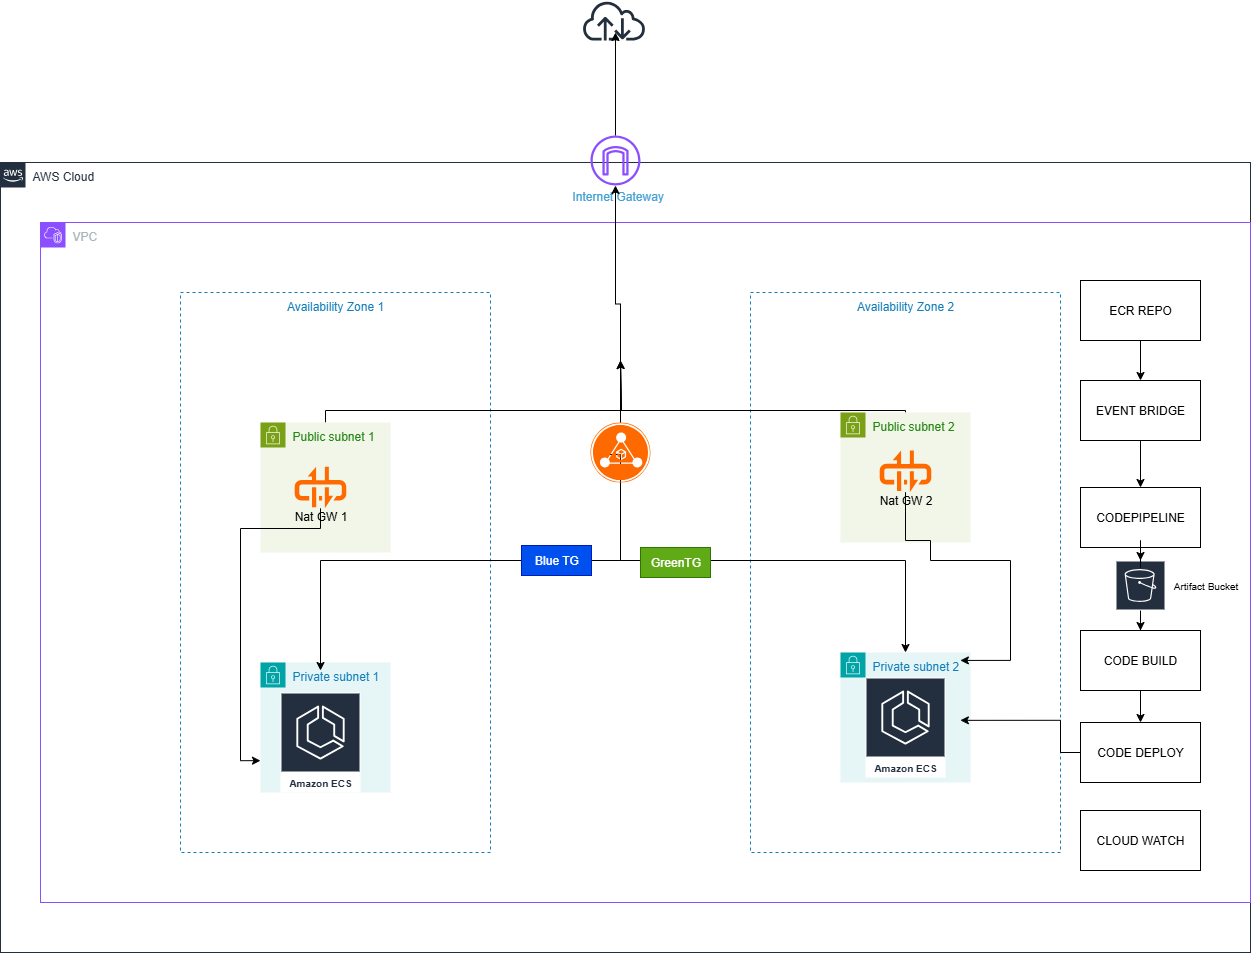 Internet Gateway
aws
AWS Cloud
VPC
Availability Zone 1
Availability Zone 2
ECR REPO
EVENT BRIDGE
Public subnet 1
Public subnet 2
Nat GW 1
Nat GW 2
CODEPIPELINE
Blue TG
GreenTG
Artifact Bucket
Private subnet 1
Private subnet 2
CODE BUILD
Amazon ECS
Amazon ECS
CODE DEPLOY
CLOUD WATCH